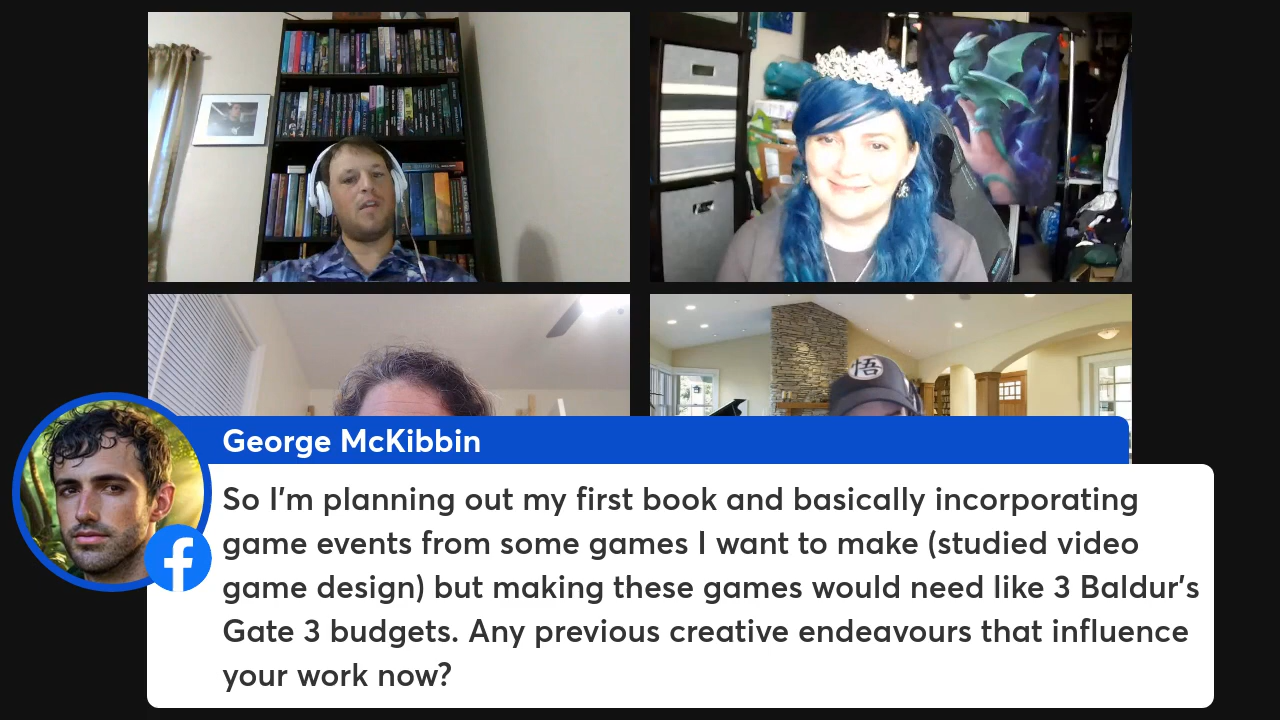 悟
George McKibbin
So I'm planning out my first book and basically incorporating
game events from some games I want to make (studied video
game design) but making these games would need like 3 Baldur's
Gate 3 budgets. Any previous creative endeavours that influence
your work now?